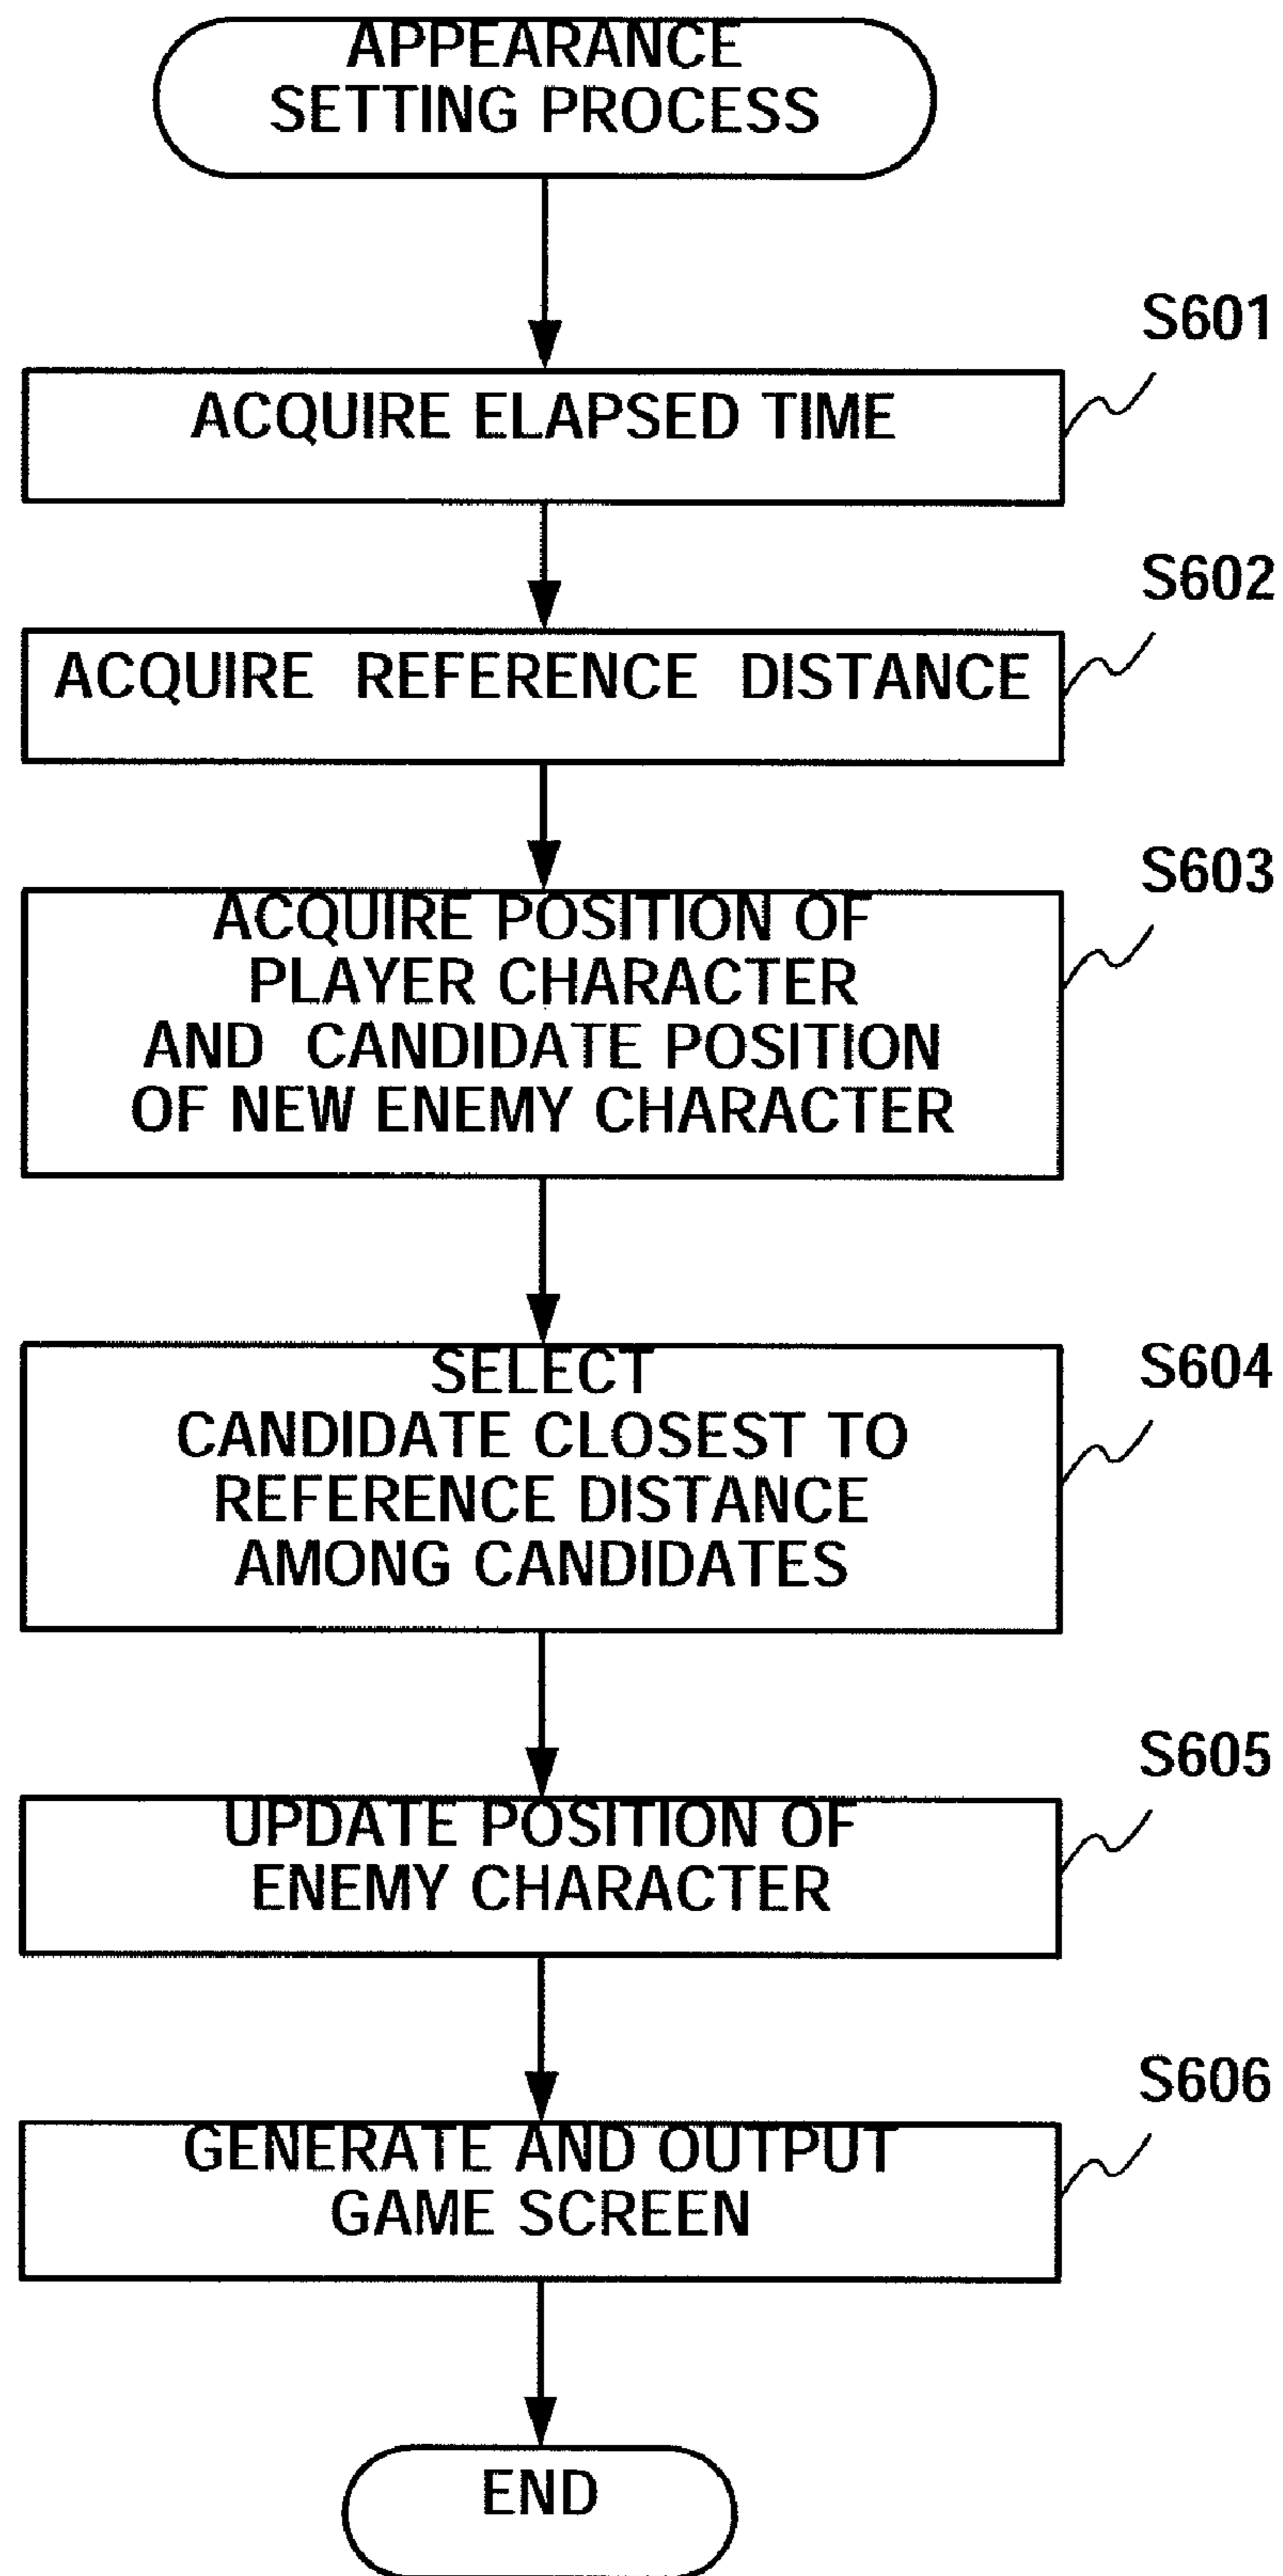 APPEARANCE
SETTING PROCESS
S601
ACQUIRE ELAPSED TIME
S602
ACQUIRE REFERENCE DISTANCE
S603
ACQUIRE POSITION OF
PLAYER CHARACTER
AND CANDIDATE POSITION
OF NEW ENEMY CHARACTER
S604
SELECT
CANDIDATE CLOSEST TO
REFERENCE DISTANCE
AMONG CANDIDATES
S605
UPDATE POSITION OF
ENEMY CHARACTER
S606
GENERATE AND OUTPUT
GAME SCREEN
END